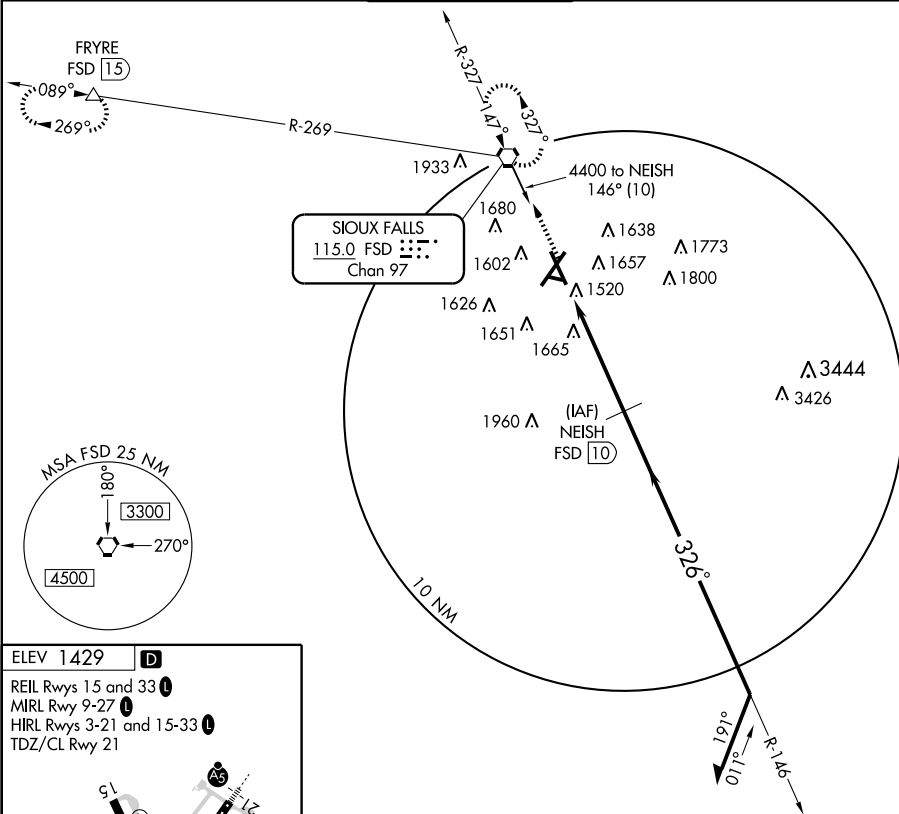 FRYRE
FSD 15
089°
269°
R-269
R-327
147°
327°
1933
4400 to NEISH
146° (10)
SIOUX FALLS
115.0 FSD
Chan 97
1680
1638
1773
1602
1657
1800
1520
1626
1651
1665
3444
3426
1960
(IAF)
NEISH
FSD 10
MSA FSD 25 NM
180°
3300
270°
4500
326°
10 NM
191°
011°
R-146
ELEV 1429 D
REIL Rwys 15 and 33 L
MIRL Rwy 9-27 L
HIRL Rwys 3-21 and 15-33 L
TDZ/CL Rwy 21
15
A5
21